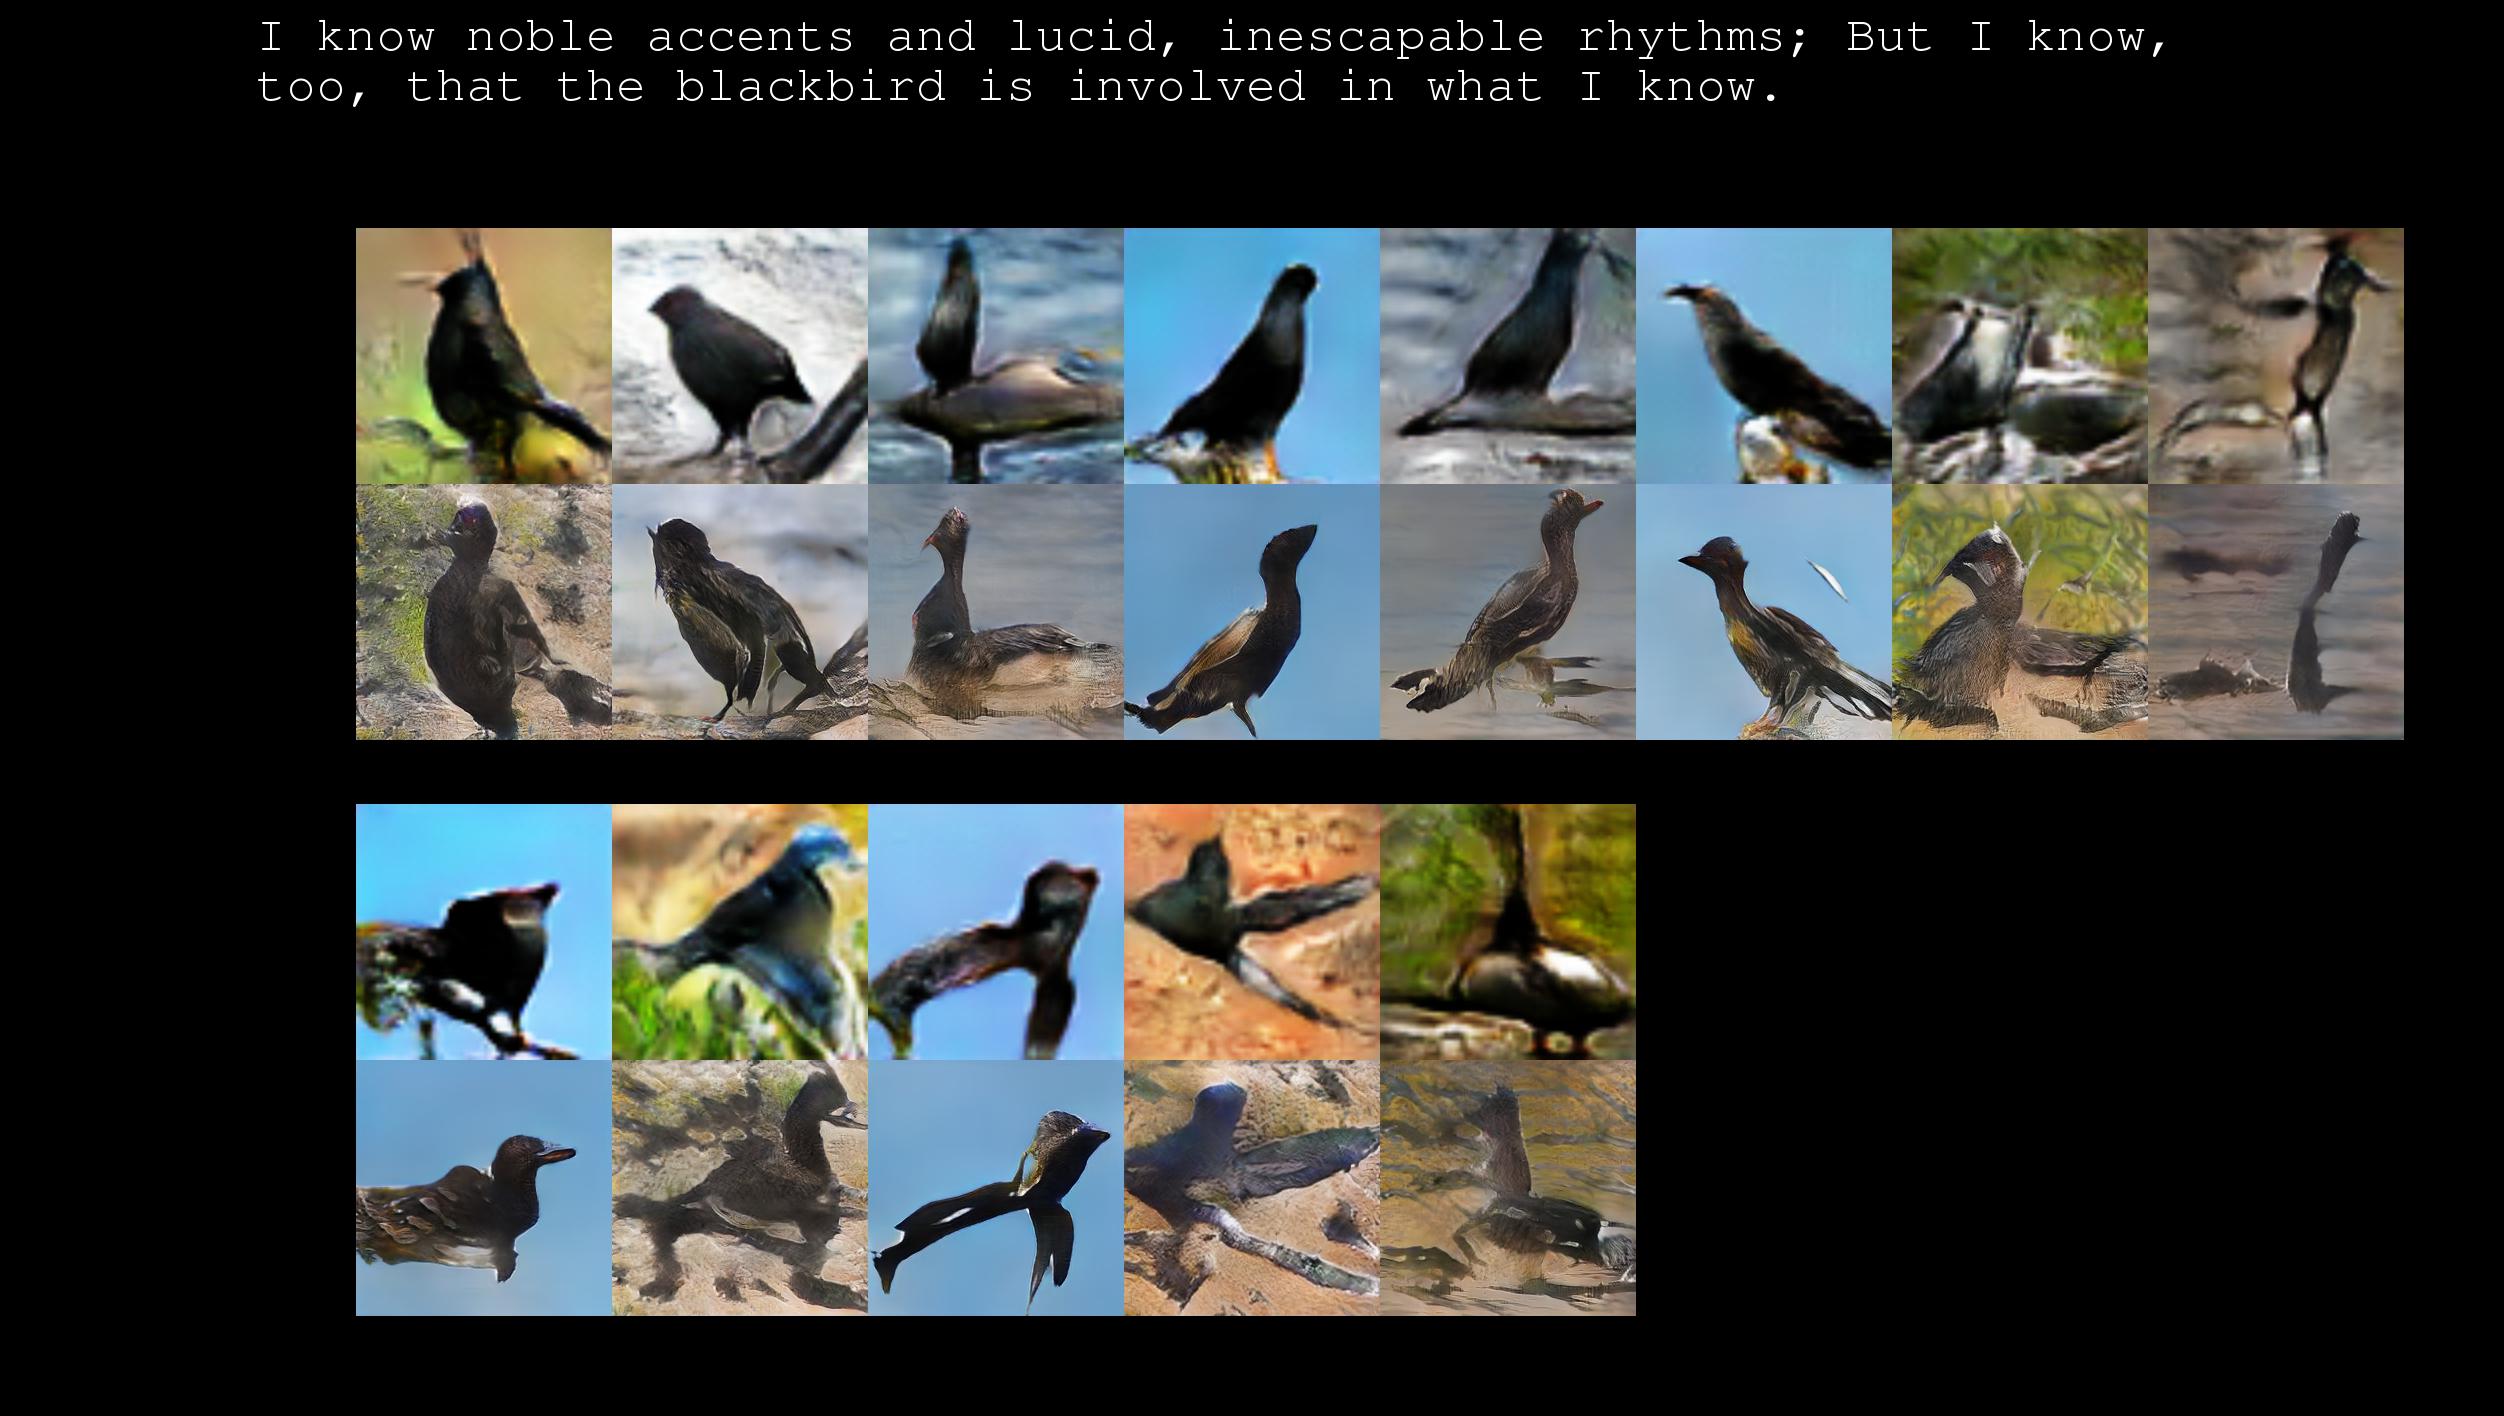 I know noble accents and lucid, inescapable rhythms; But I know,
too, that the blackbird is involved in what I know.